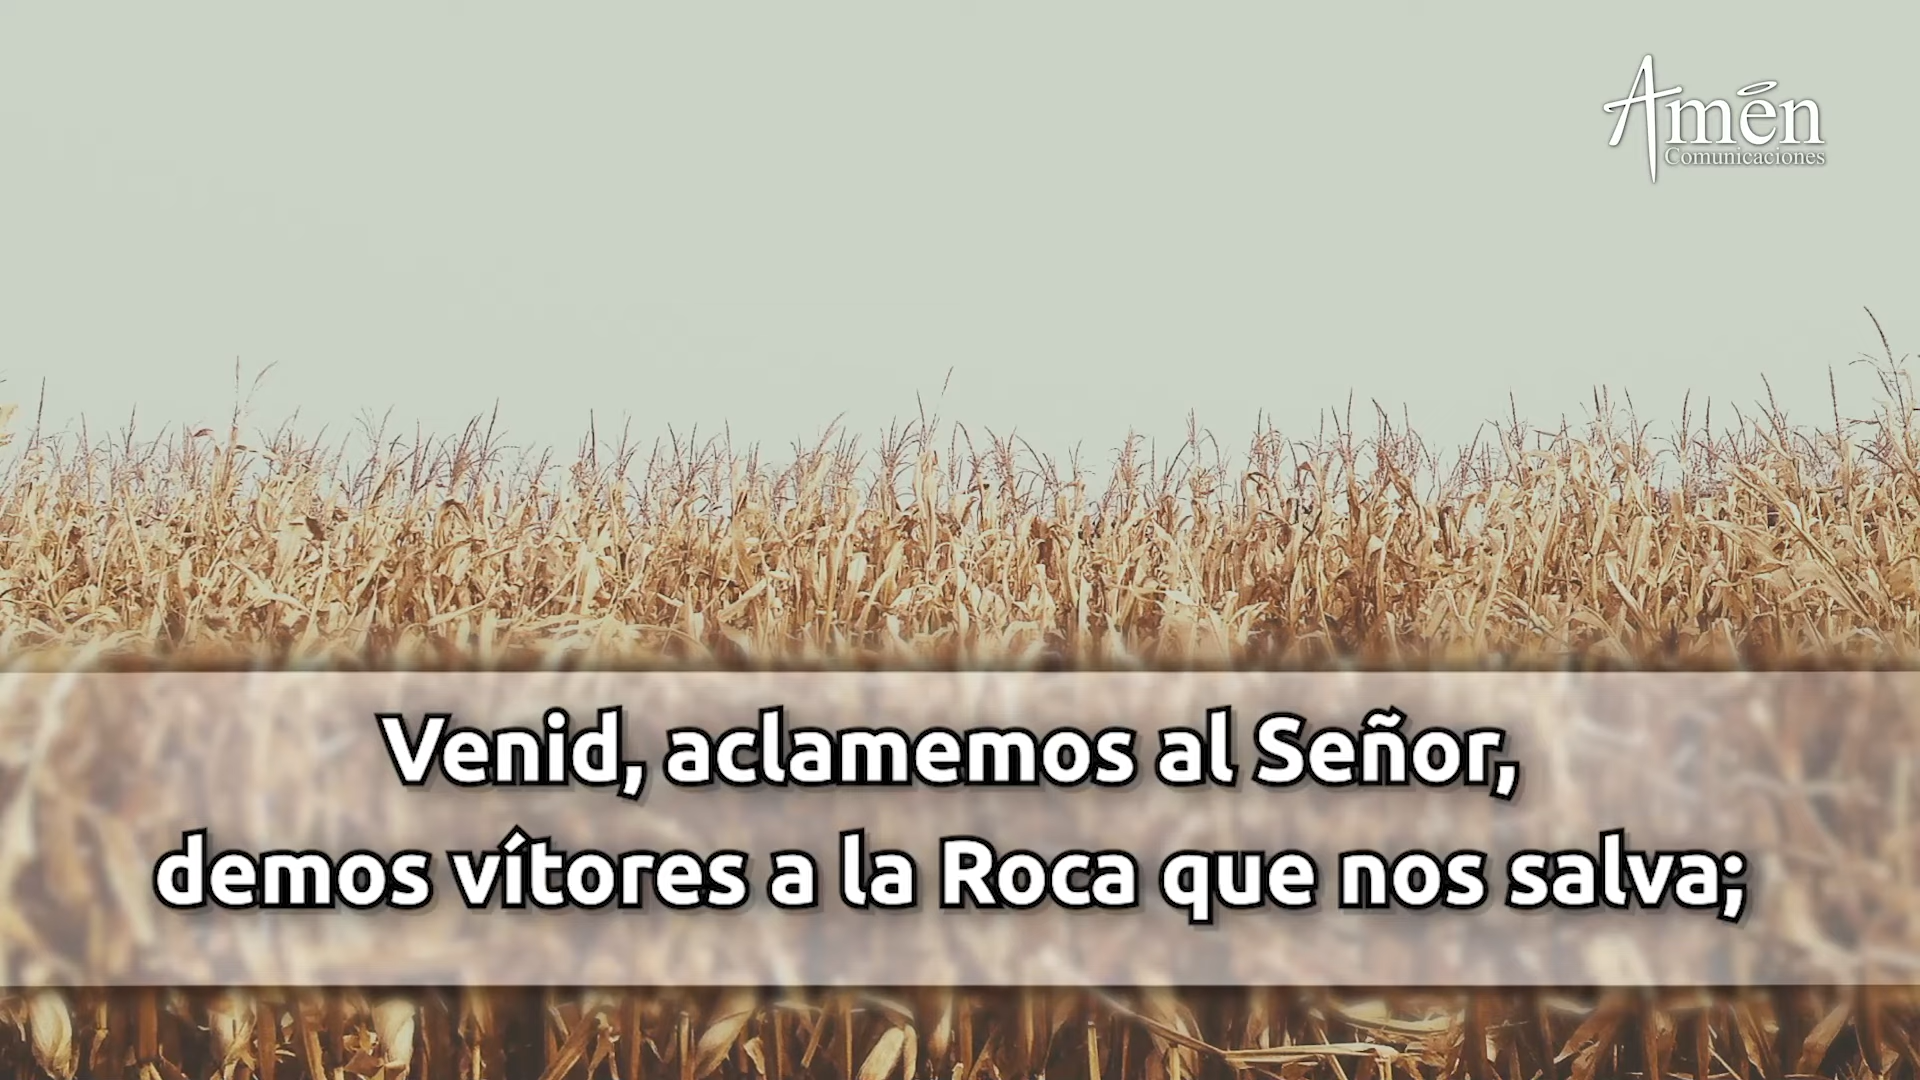 Amén
Comunicaciones
Venid, aclamemos al Señor,
demos vítores a la Roca que nos salva;